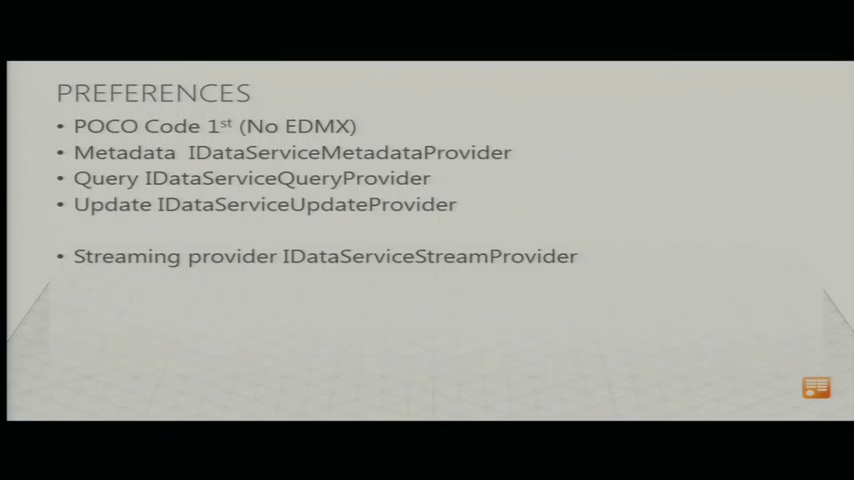 PREFERENCES
• POCO Code 1st (No EDMX)
• Metadata IDataServiceMetadataProvider
• Query IDataServiceQueryProvider
• Update IDataServiceUpdateProvider
• Streaming provider IDataServiceStreamProvider